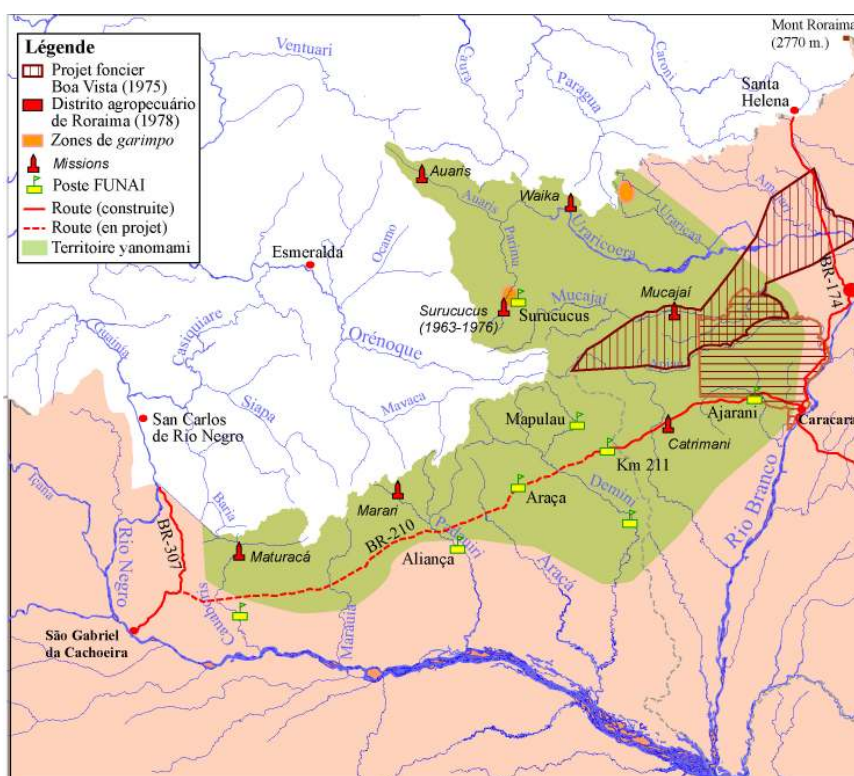 Légende
Projet foncier
Boa Vista (1975)
Distrito agropecuário
de Roraima (1978)
Zones de garimpo
Missions
Poste FUNAI
Route (construite)
Route (en projet)
Territoire yanomami
Mont Roraima
(2770 m.)
Ventuari
Caura
Paragua
Caroni
Santa
Helena
Auaris
Auaris
Parimu
Waika
Uraricoera
Uraricaa
Amajari
Ocamo
Esmeralda
BR-174
Mucajaí
Mucajaí
Surucucus
(1963-1976)
Surucucus
Orénoque
Casiquiare
Siapa
Mavaca
San Carlos
de Rio Negro
Mapulau
Ajarani
Caracaraí
Catrimani
Km 211
Içana
Baria
Marari
Araça
Demini
Rio Branco
BR-307
Rio Negro
Maturacá
BR-210
Padauiri
Aliança
Araçá
Marauia
São Gabriel
da Cachoeira